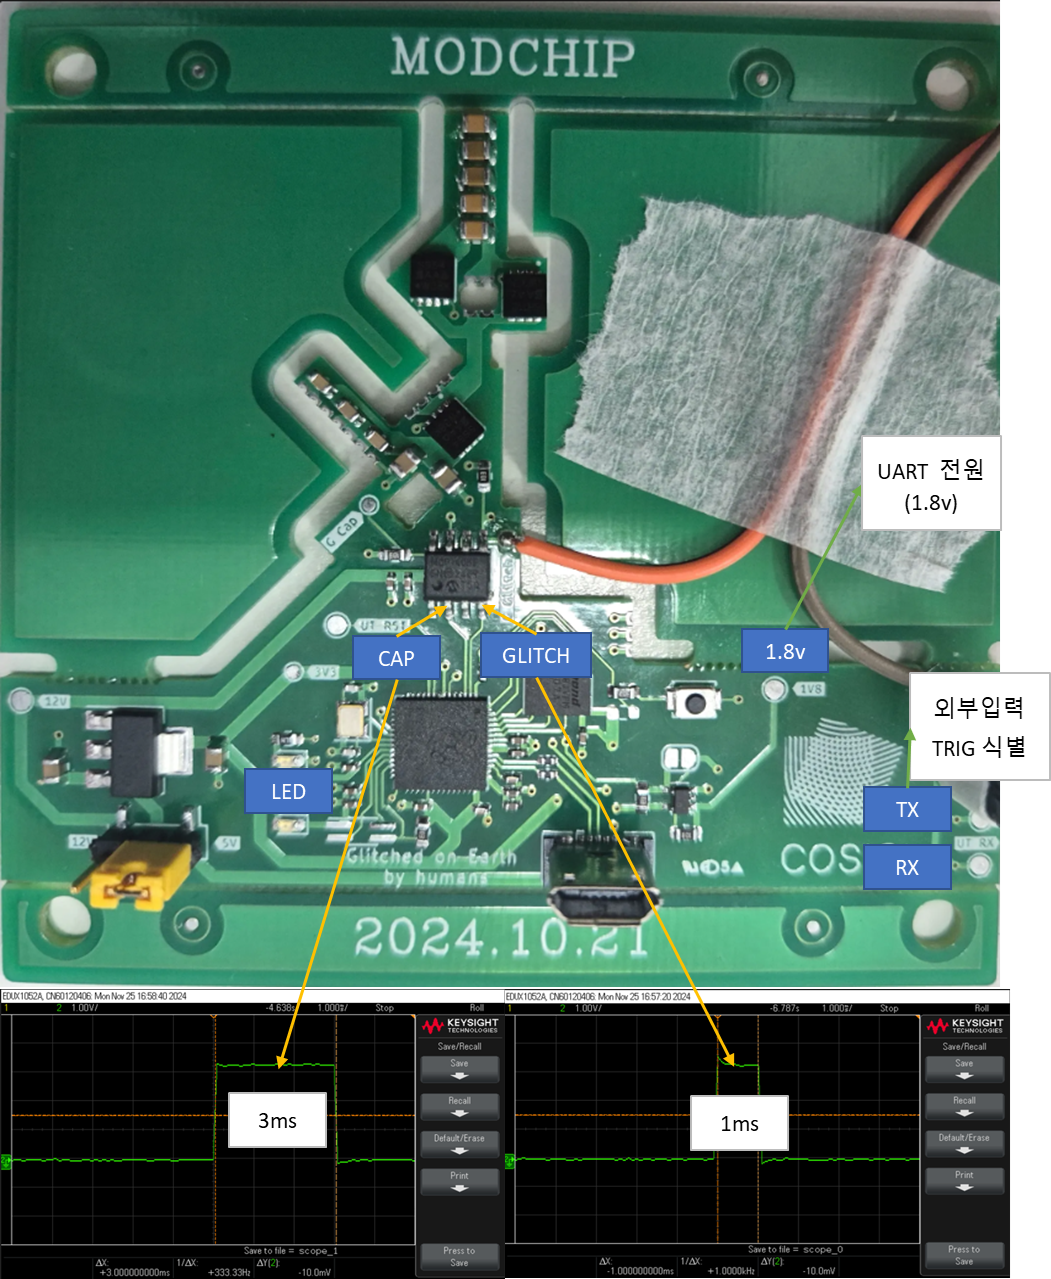 MODCHIP
UART 전원
(1.8v)
G Cap
UT RST
CAP
GLITCH
1.8v
3V3
1V8
12V
외부입력
TRIG 식별
LED
TX
12V
5V
UT RX
RX
Glitched on Earth
by humans
COS
2024.10.21
EDUX1052A, CN60120406: Mon Nov 25 16:58:40 2024
1 2 1.00V/ -4.638s 1.000s/ Stop Roll
KEYSIGHT
TECHNOLOGIES
Save/Recall
Save
Recall
Default/Erase
Print
Press to
Save
3ms
Save to file = scope_1
ΔX: 1/ΔX: ΔY(2):
+3.000000000ms +333.33Hz -10.0mV
EDUX1052A, CN60120406: Mon Nov 25 16:57:20 2024
1 2 1.00V/ -6.787s 1.000s/ Stop Roll
KEYSIGHT
TECHNOLOGIES
Save/Recall
Save
Recall
Default/Erase
Print
Press to
Save
1ms
Save to file = scope_0
ΔX: 1/ΔX: ΔY(2):
-1.000000000ms +1.0000kHz -10.0mV